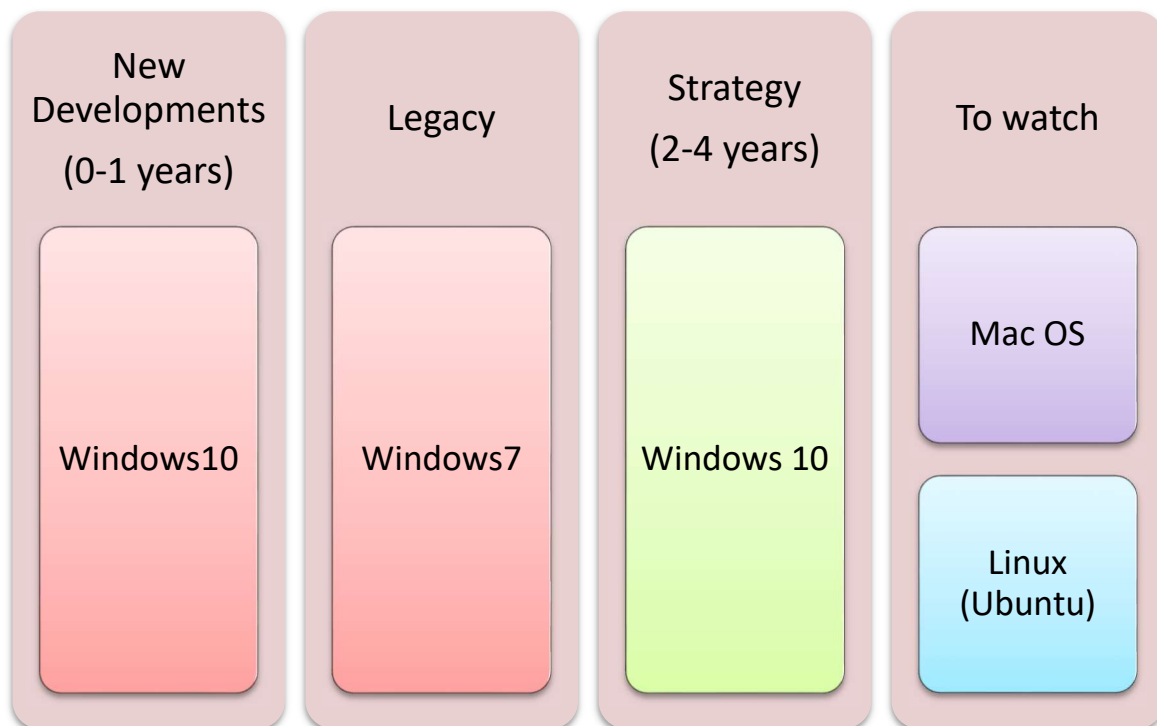 New
Developments
(0-1 years)
Windows10
Legacy
Windows7
Strategy
(2-4 years)
Windows 10
To watch
Mac OS
Linux
(Ubuntu)